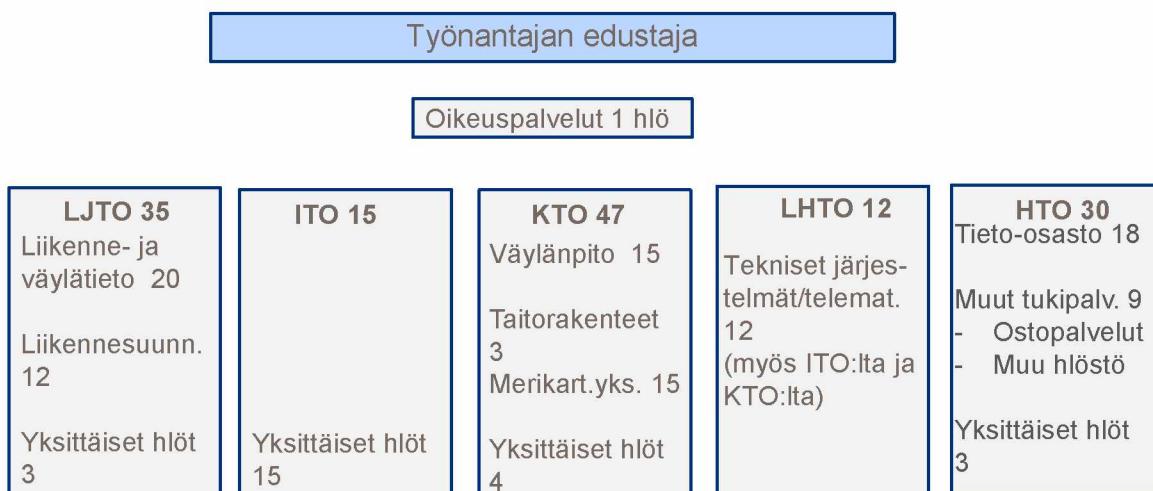 Työnantajan edustaja
Oikeuspalvelut 1 hlö
LJTO 35
Liikenne- ja
väylätieto 20
Liikennesuunn.
12
Yksittäiset hlöt
3
ITO 15
Yksittäiset hlöt
15
KTO 47
Väylänpito 15
Taitorakenteet
3
Merikart.yks. 15
Yksittäiset hlöt
4
LHTO 12
Tekniset järjes-
telmät/telemat.
12
(myös ITO:lta ja
KTO:lta)
HTO 30
Tieto-osasto 18
Muut tukipalv. 9
- Ostopalvelut
- Muu hlöstö
Yksittäiset hlöt
3